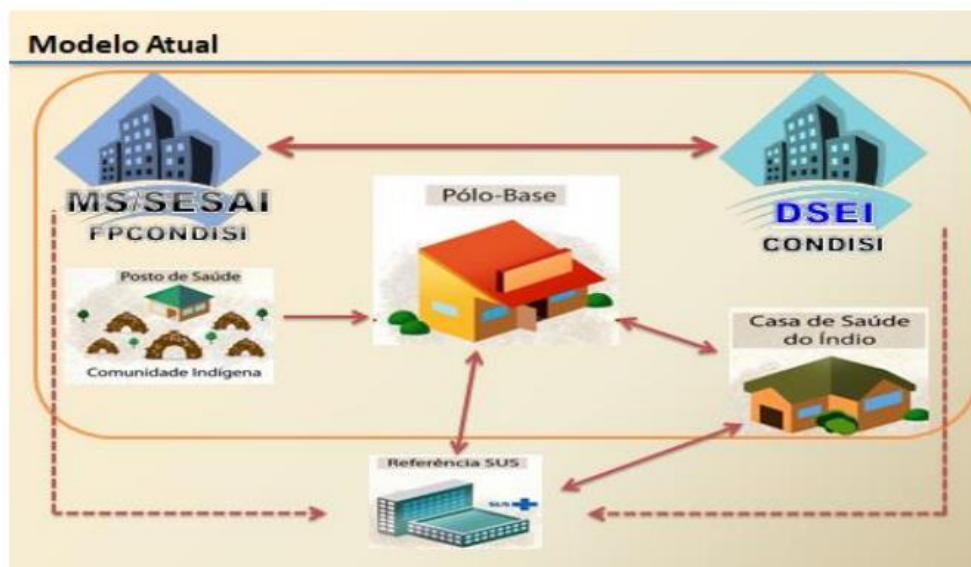 Modelo Atual
MS/SESAI
FPCONDISI
Pólo-Base
DSEI
CONDISI
Posto de Saúde
Comunidade Indígena
Casa de Saúde
do Índio
Referência SUS
SUS